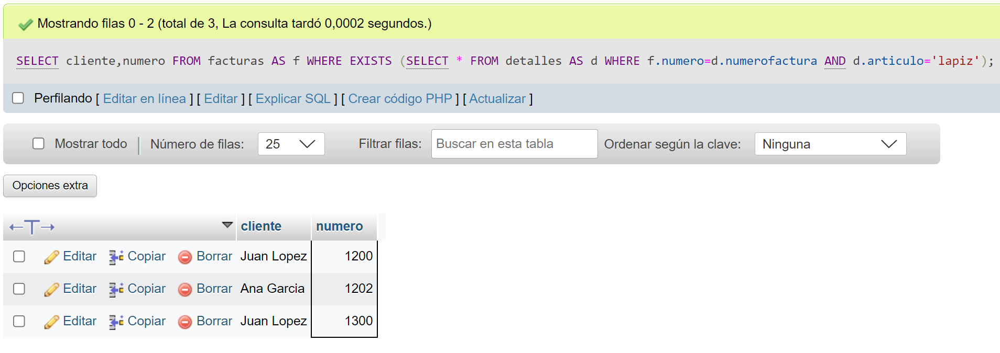 Mostrando filas 0 - 2 (total de 3, La consulta tardó 0,0002 segundos.)
SELECT cliente,numero FROM facturas AS f WHERE EXISTS (SELECT * FROM detalles AS d WHERE f.numero=d.numerofactura AND d.articulo='lapiz');
Perfilando [ Editar en línea ] [ Editar ] [ Explicar SQL ] [ Crear código PHP ] [ Actualizar ]
Mostrar todo Número de filas: 25 Filtrar filas: Buscar en esta tabla Ordenar según la clave: Ninguna
Opciones extra
←T→ cliente numero
Editar Copiar Borrar Juan Lopez 1200
Editar Copiar Borrar Ana Garcia 1202
Editar Copiar Borrar Juan Lopez 1300